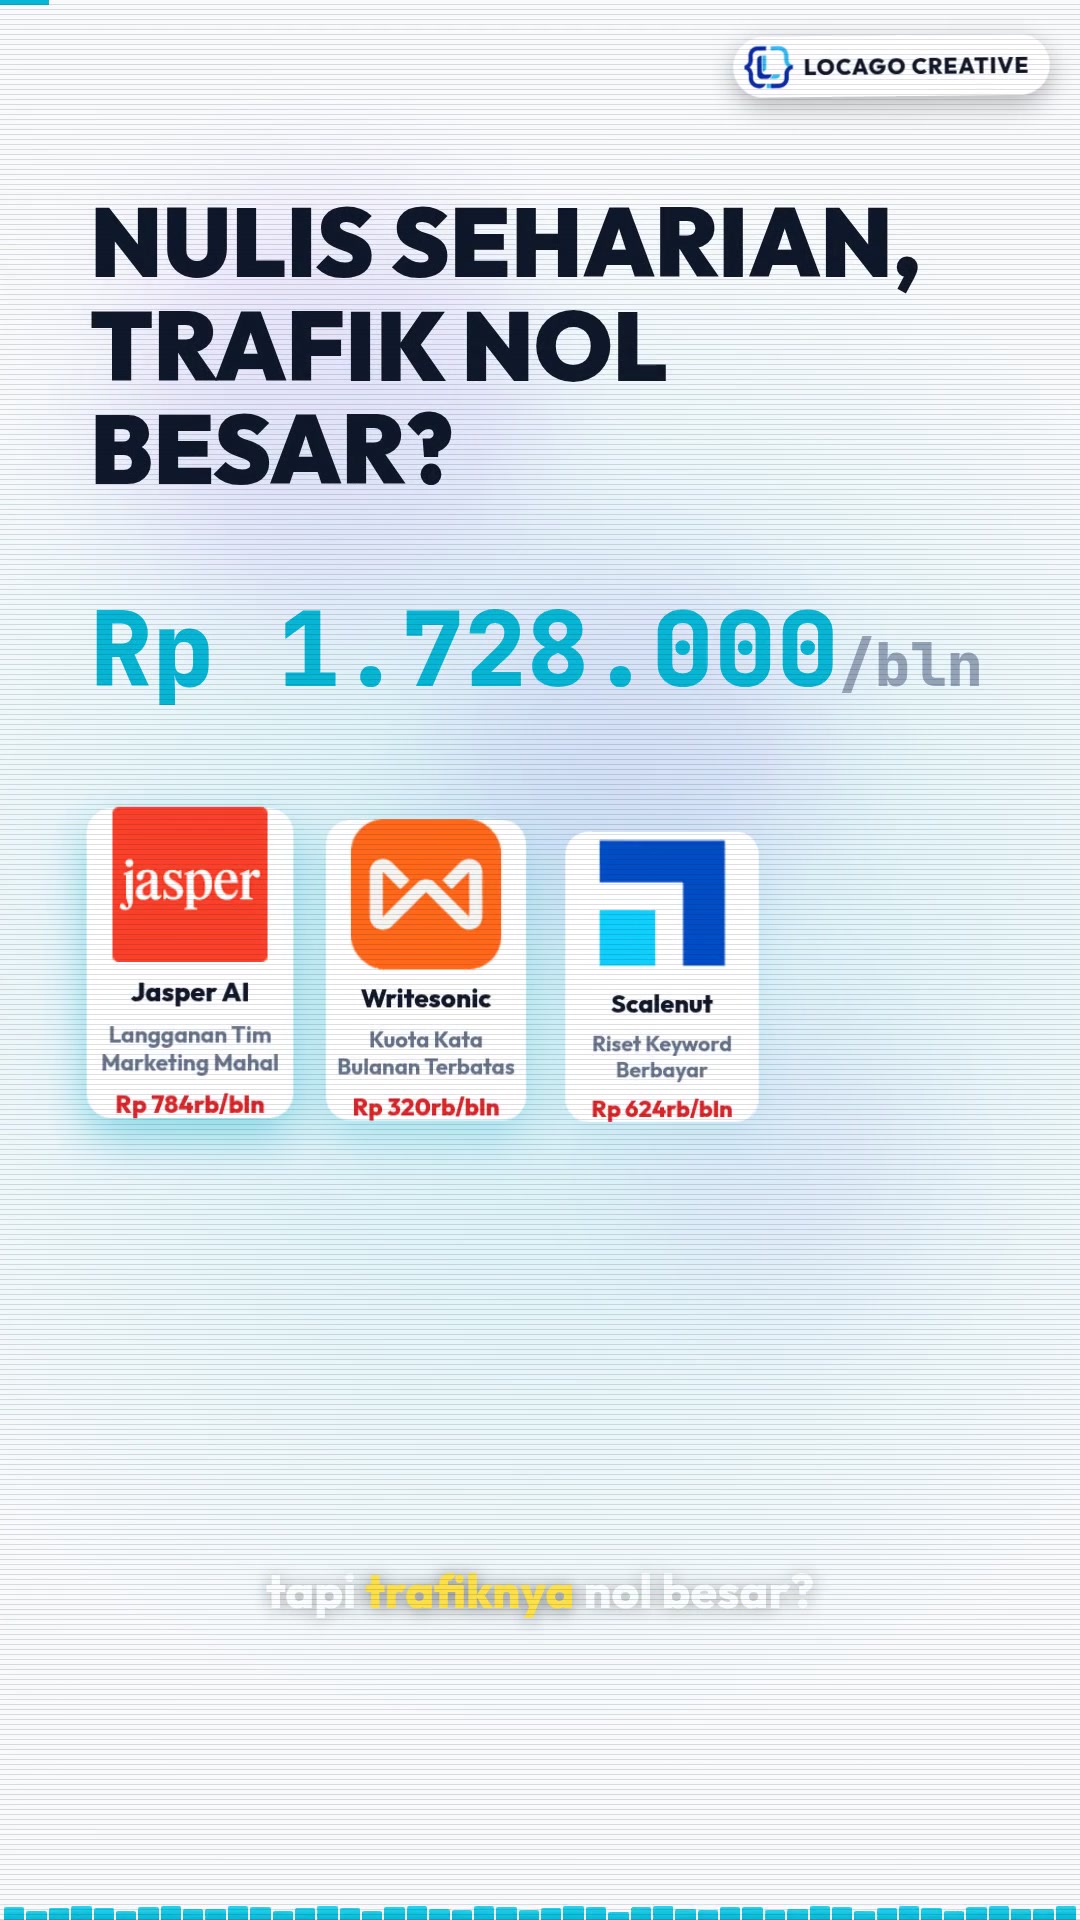 LOCAGO CREATIVE
NULIS SEHARIAN,
TRAFIK NOL
BESAR?
Rp 1.728.000/bln
jasper
Jasper AI
Langganan Tim
Marketing Mahal
Rp 784rb/bln
Writesonic
Kuota Kata
Bulanan Terbatas
Rp 320rb/bln
Scalenut
Riset Keyword
Berbayar
Rp 624rb/bln
tapi trafiknya nol besar?